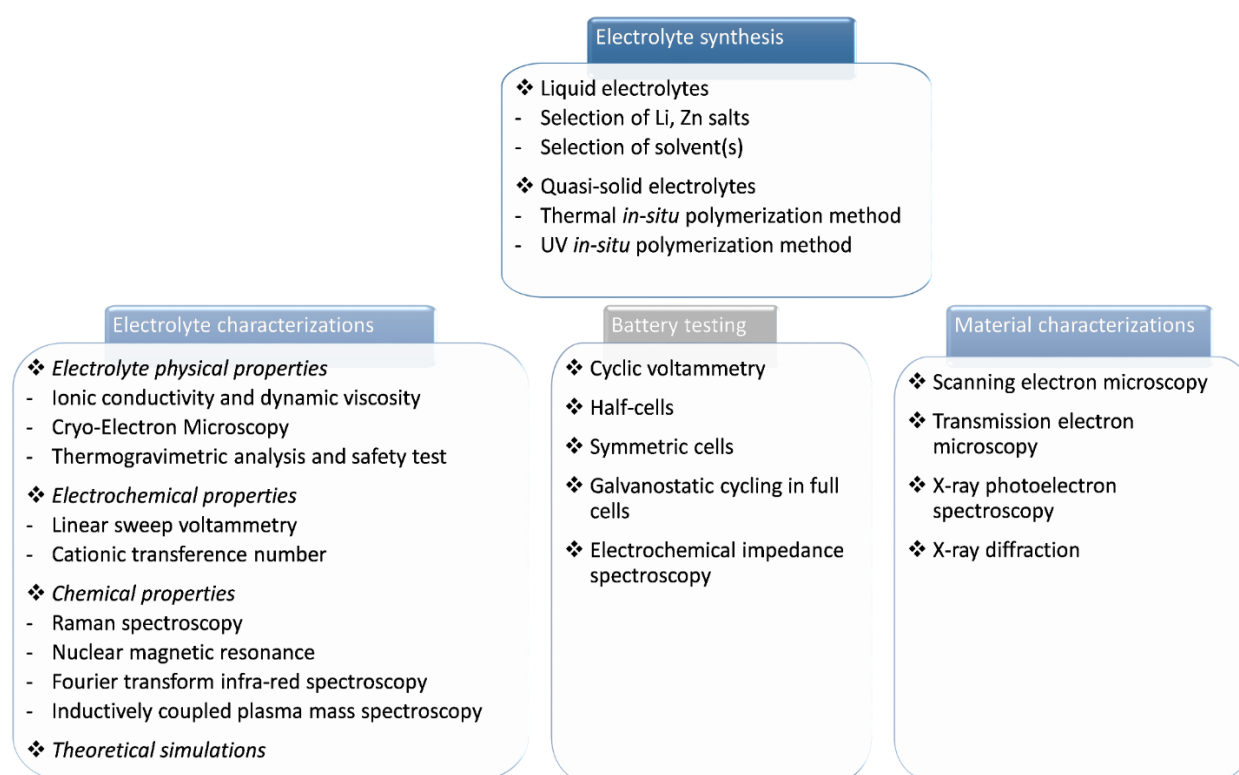 Electrolyte synthesis
❖ Liquid electrolytes
- Selection of Li, Zn salts
- Selection of solvent(s)
❖ Quasi-solid electrolytes
- Thermal in-situ polymerization method
- UV in-situ polymerization method
Electrolyte characterizations
❖ Electrolyte physical properties
- Ionic conductivity and dynamic viscosity
- Cryo-Electron Microscopy
- Thermogravimetric analysis and safety test
❖ Electrochemical properties
- Linear sweep voltammetry
- Cationic transference number
❖ Chemical properties
- Raman spectroscopy
- Nuclear magnetic resonance
- Fourier transform infra-red spectroscopy
- Inductively coupled plasma mass spectroscopy
❖ Theoretical simulations
Battery testing
❖ Cyclic voltammetry
❖ Half-cells
❖ Symmetric cells
❖ Galvanostatic cycling in full
cells
❖ Electrochemical impedance
spectroscopy
Material characterizations
❖ Scanning electron microscopy
❖ Transmission electron
microscopy
❖ X-ray photoelectron
spectroscopy
❖ X-ray diffraction